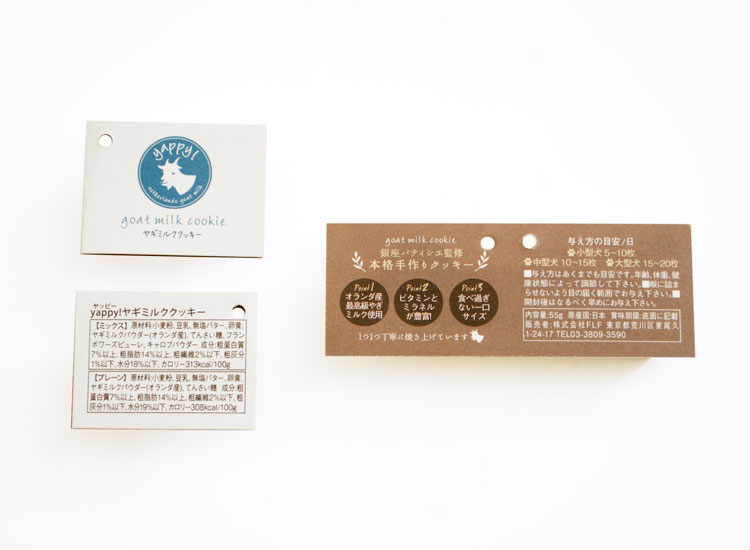 yappy!
netherlands goat milk
goat milk cookie
ヤギミルククッキー
ヤッピー
yappy!ヤギミルククッキー
【ミックス】原材料:小麦粉、豆乳、無塩バター、卵黄、
ヤギミルクパウダー(オランダ産)、てんさい糖、フラン
ボワーズピューレ、キャロブパウダー 成分:粗蛋白質
7%以上、粗脂肪14%以上、粗繊維2%以下、粗灰分
1%以下、水分18%以下、カロリー313kcal/100g
【プレーン】原材料:小麦粉、豆乳、無塩バター、卵黄、
ヤギミルクパウダー(オランダ産)、てんさい糖 成分:粗
蛋白質7%以上、粗脂肪14%以上、粗繊維2%以下、粗
灰分1%以下、水分19%以下、カロリー308kcal/100g
goat milk cookie
銀座パティシエ監修
本格手作りクッキー
Point1
オランダ産
最高級やぎ
ミルク使用
Point2
ビタミンと
ミネラル
が豊富!
Point3
食べ過ぎ
ない一口
サイズ
1つ1つ丁寧に焼き上げています
与え方の目安/日
小型犬 5~10枚
中型犬 10~15枚 大型犬 15~20枚
■与え方はあくまでも目安です。年齢、体重、健
康状態によって調節して下さい。■喉に詰ま
らせないよう目の届く範囲でお与え下さい。■
開封後はなるべく早めにお与え下さい。
内容量:55g 原産国:日本 賞味期限:底面に記載
販売者:株式会社FLF 東京都荒川区東尾久
1-24-17 TEL03-3809-3590